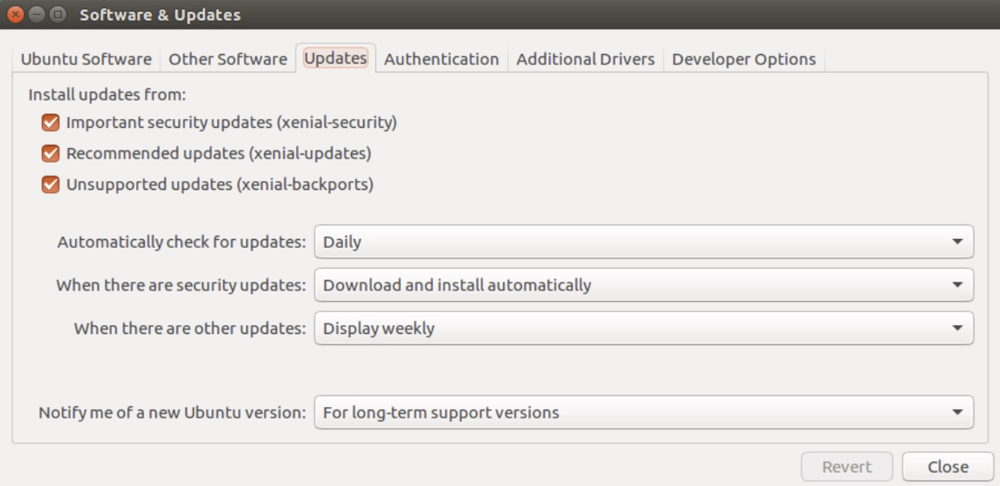 Software & Updates
Ubuntu Software Other Software Updates Authentication Additional Drivers Developer Options
Install updates from:
Important security updates (xenial-security)
Recommended updates (xenial-updates)
Unsupported updates (xenial-backports)
Automatically check for updates: Daily
When there are security updates: Download and install automatically
When there are other updates: Display weekly
Notify me of a new Ubuntu version: For long-term support versions
Revert Close